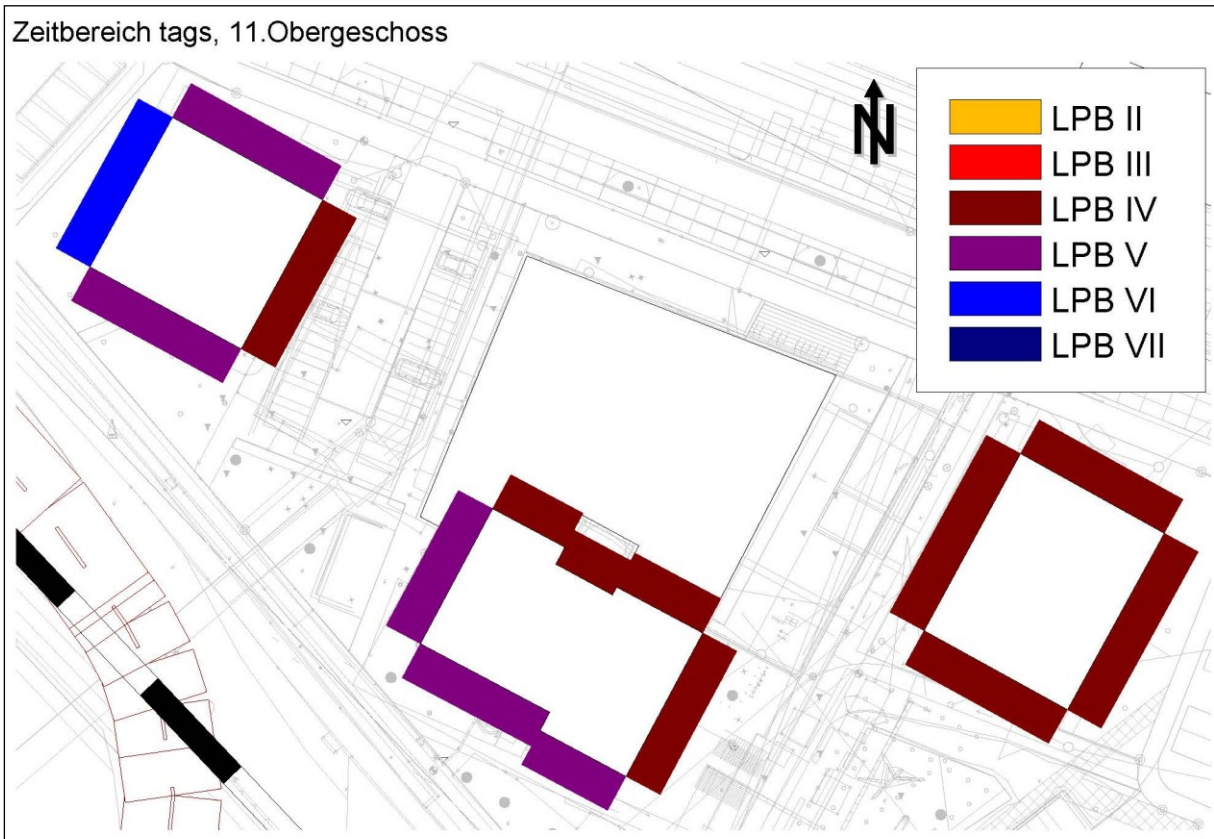 Zeitbereich tags, 11.Obergeschoss
N
LPB II
LPB III
LPB IV
LPB V
LPB VI
LPB VII